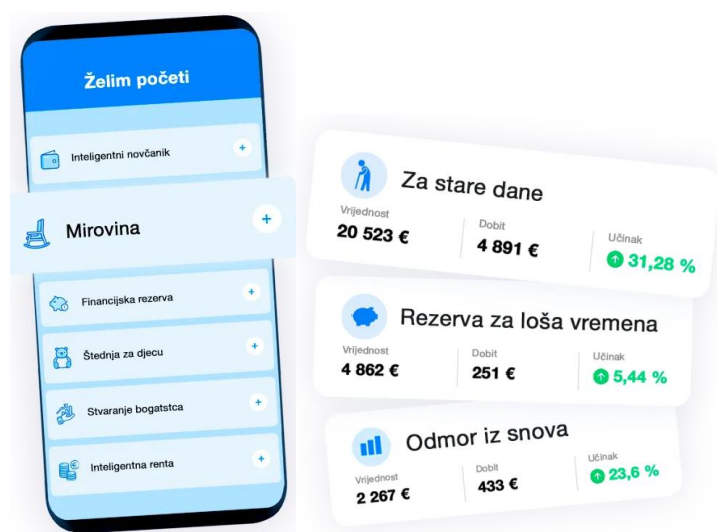 Želim početi
Inteligentni novčanik
+
Mirovina
+
Financijska rezerva
+
Štednja za djecu
+
Stvaranje bogatstca
+
Inteligentna renta
+
Za stare dane
Vrijednost Dobit Učinak
20 523 € 4 891 € 31,28 %
Rezerva za loša vremena
Vrijednost Dobit Učinak
4 862 € 251 € 5,44 %
Odmor iz snova
Vrijednost Dobit Učinak
2 267 € 433 € 23,6 %